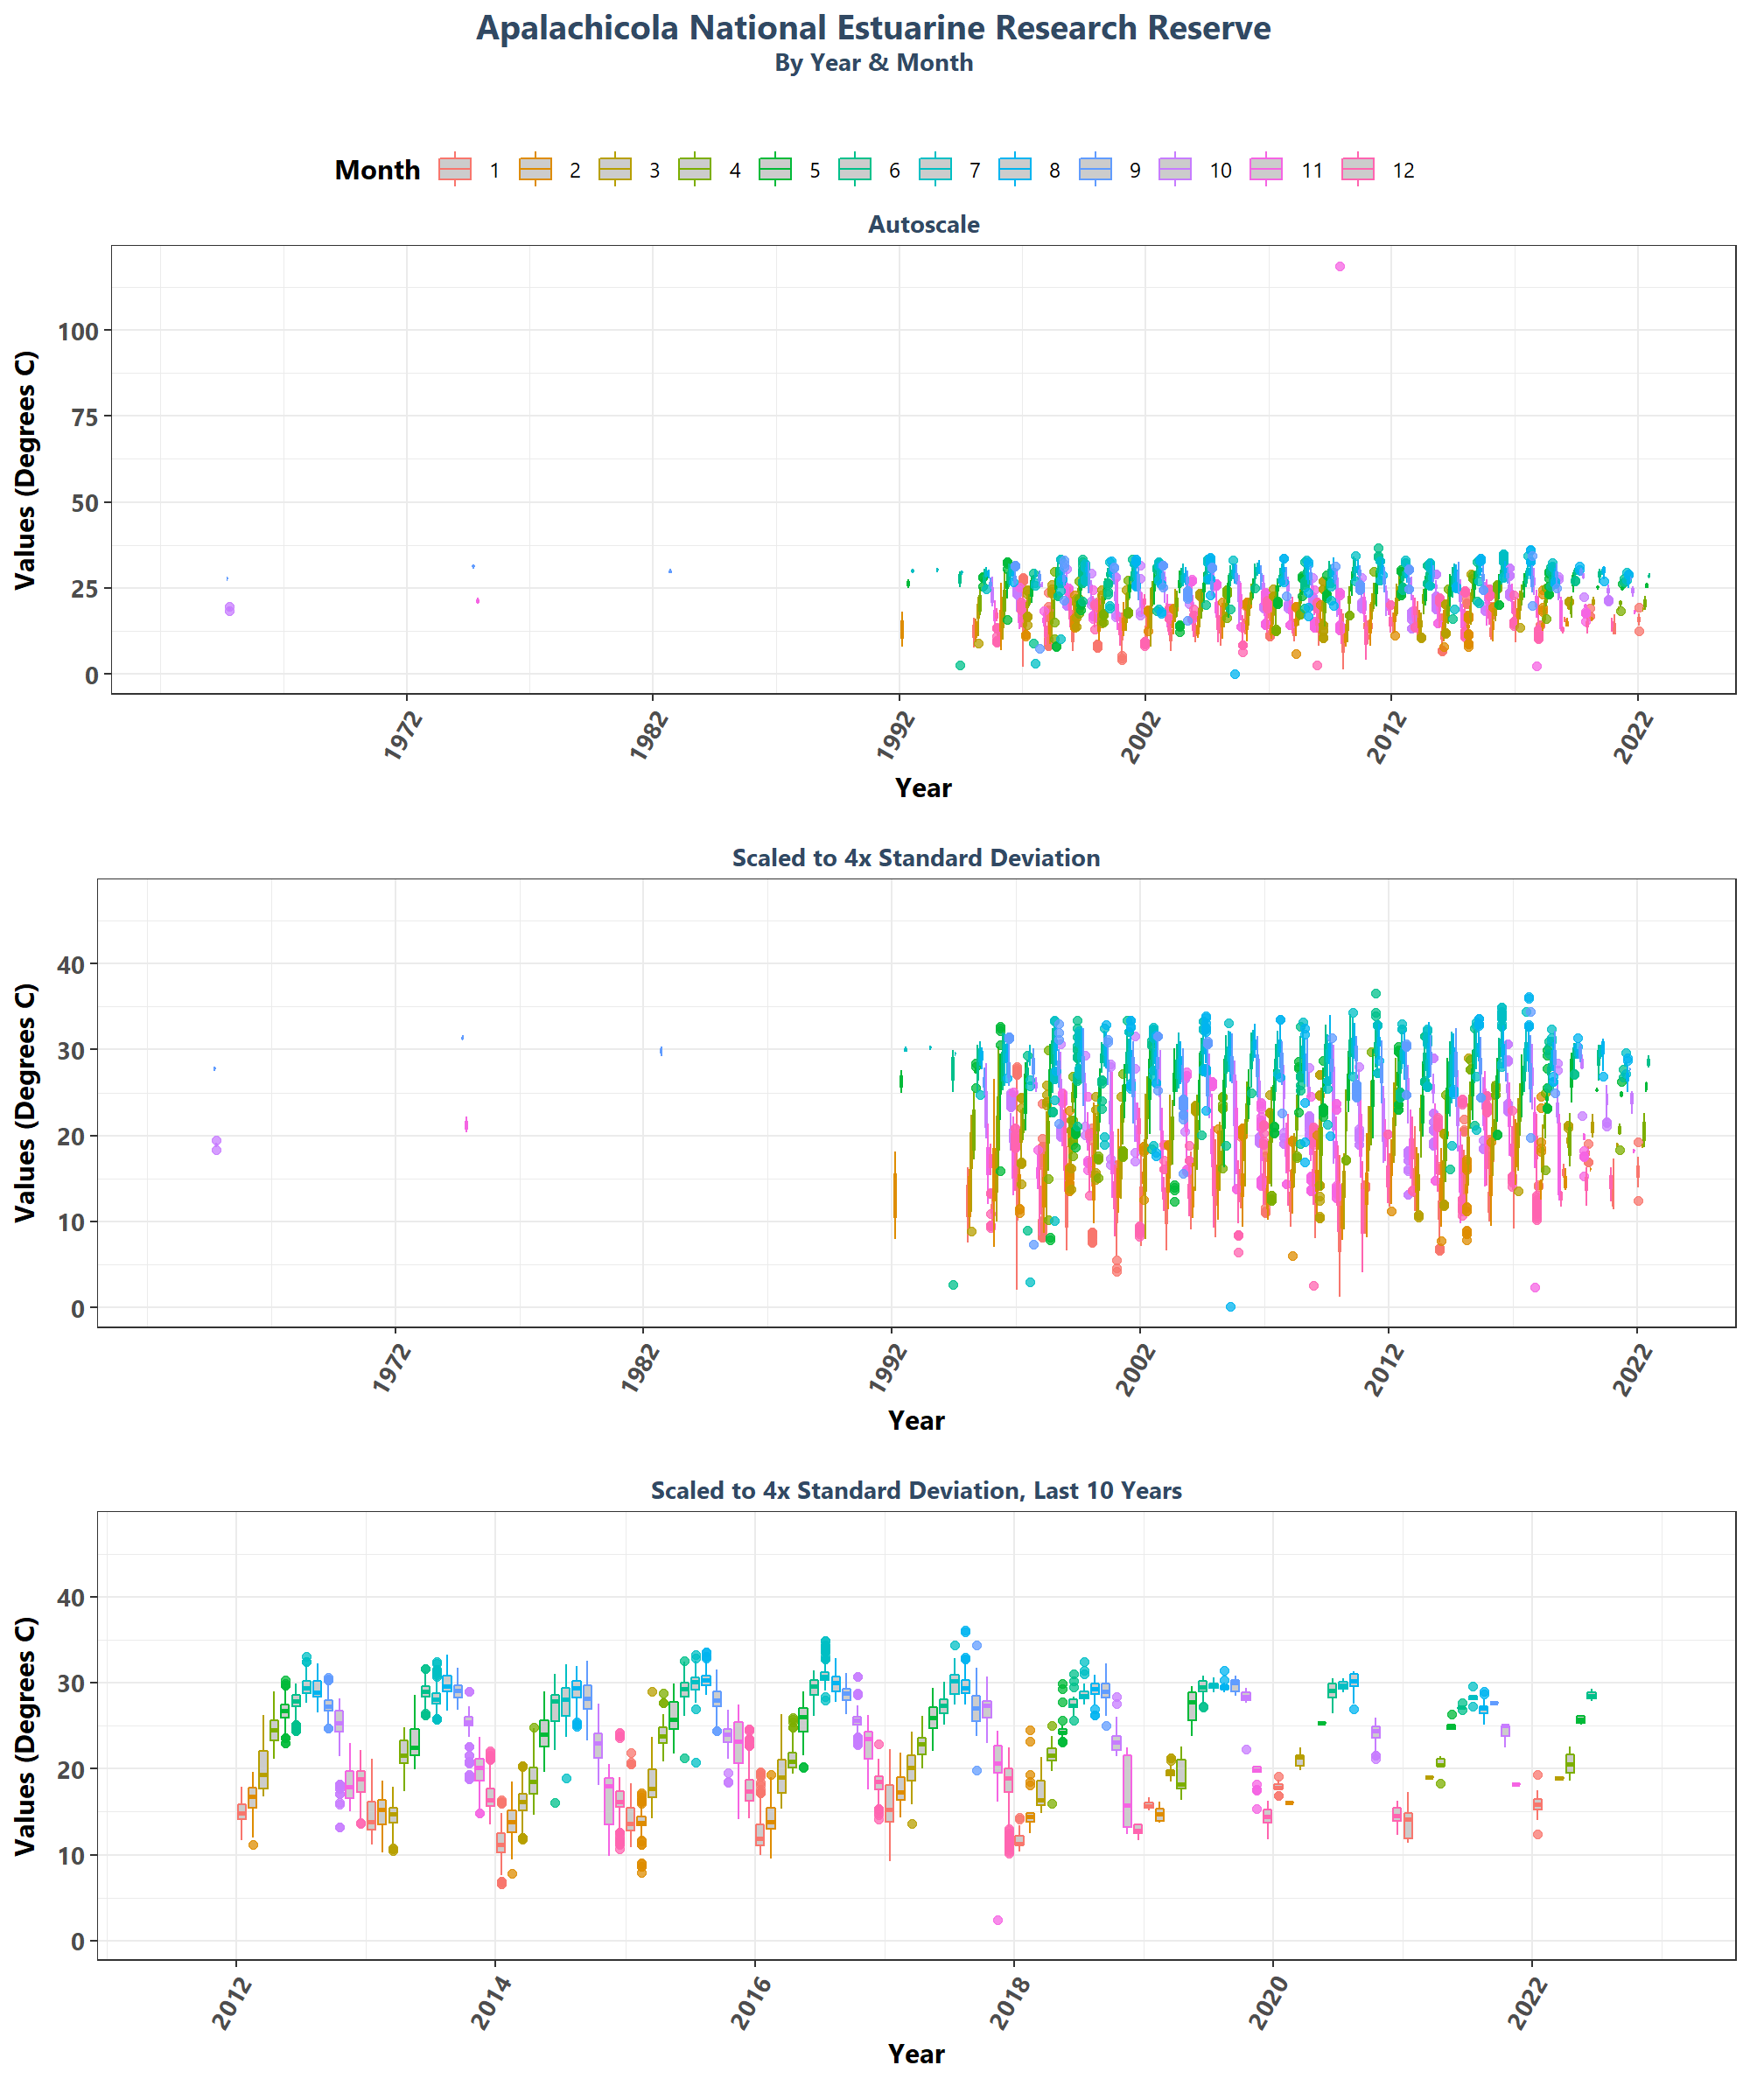 Apalachicola National Estuarine Research Reserve
By Year & Month
Month 1 2 3 4 5 6 7 8 9 10 11 12
Autoscale
Values (Degrees C)
100
75
50
25
0
1972 1982 1992 2002 2012 2022
Year
Scaled to 4x Standard Deviation
Values (Degrees C)
40
30
20
10
0
1972 1982 1992 2002 2012 2022
Year
Scaled to 4x Standard Deviation, Last 10 Years
Values (Degrees C)
40
30
20
10
0
2012 2014 2016 2018 2020 2022
Year